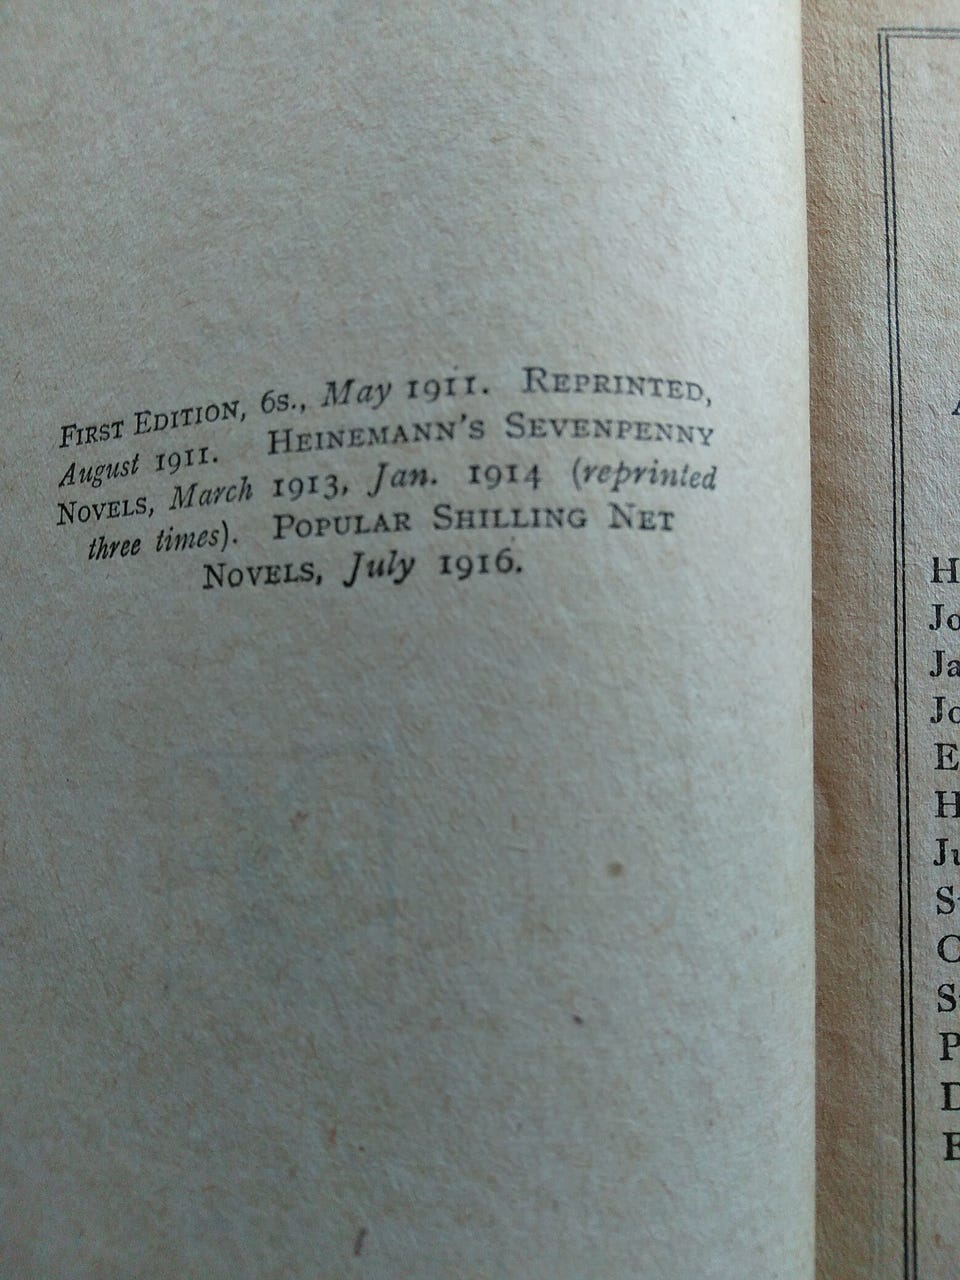 First Edition, 6s., May 1911. Reprinted,
August 1911. Heinemann's Sevenpenny
Novels, March 1913, Jan. 1914 (reprinted
three times). Popular Shilling Net
Novels, July 1916.